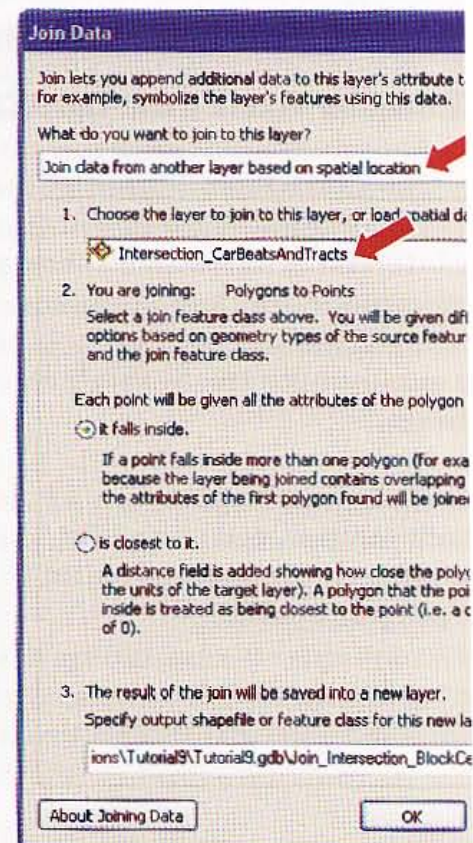 Join Data
Join lets you append additional data to this layer's attribute t
for example, symbolize the layer's features using this data.
What do you want to join to this layer?
Join data from another layer based on spatial location
1. Choose the layer to join to this layer, or load spatial da
Intersection_CarBeatsAndTracts
2. You are joining: Polygons to Points
Select a join feature class above. You will be given diff
options based on geometry types of the source featur
and the join feature class.
Each point will be given all the attributes of the polygon
it falls inside.
If a point falls inside more than one polygon (for exa
because the layer being joined contains overlapping
the attributes of the first polygon found will be joine
is closest to it.
A distance field is added showing how close the poly
the units of the target layer). A polygon that the poi
inside is treated as being closest to the point (i.e. a d
of 0).
3. The result of the join will be saved into a new layer.
Specify output shapefile or feature class for this new la
ions\Tutorial9\Tutorial9.gdb\Join_Intersection_BlockCe
About Joining Data
OK